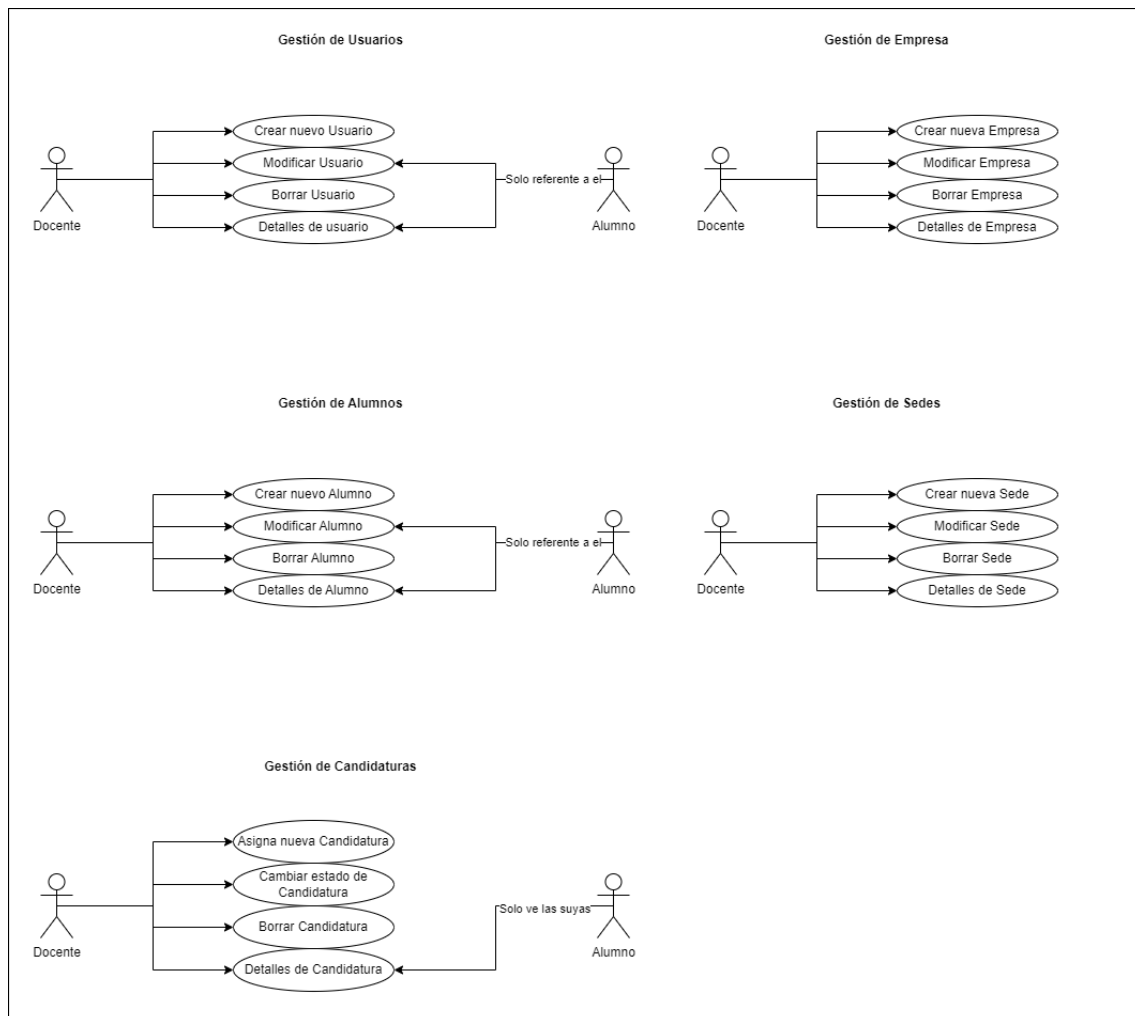 Gestión de Usuarios
Crear nuevo Usuario
Modificar Usuario
Solo referente a el
Borrar Usuario
Detalles de usuario
Docente
Alumno
Gestión de Empresa
Crear nueva Empresa
Modificar Empresa
Borrar Empresa
Detalles de Empresa
Docente
Gestión de Alumnos
Crear nuevo Alumno
Modificar Alumno
Solo referente a el
Borrar Alumno
Detalles de Alumno
Docente
Alumno
Gestión de Sedes
Crear nueva Sede
Modificar Sede
Borrar Sede
Detalles de Sede
Docente
Gestión de Candidaturas
Asigna nueva Candidatura
Cambiar estado de
Candidatura
Solo ve las suyas
Borrar Candidatura
Detalles de Candidatura
Docente
Alumno